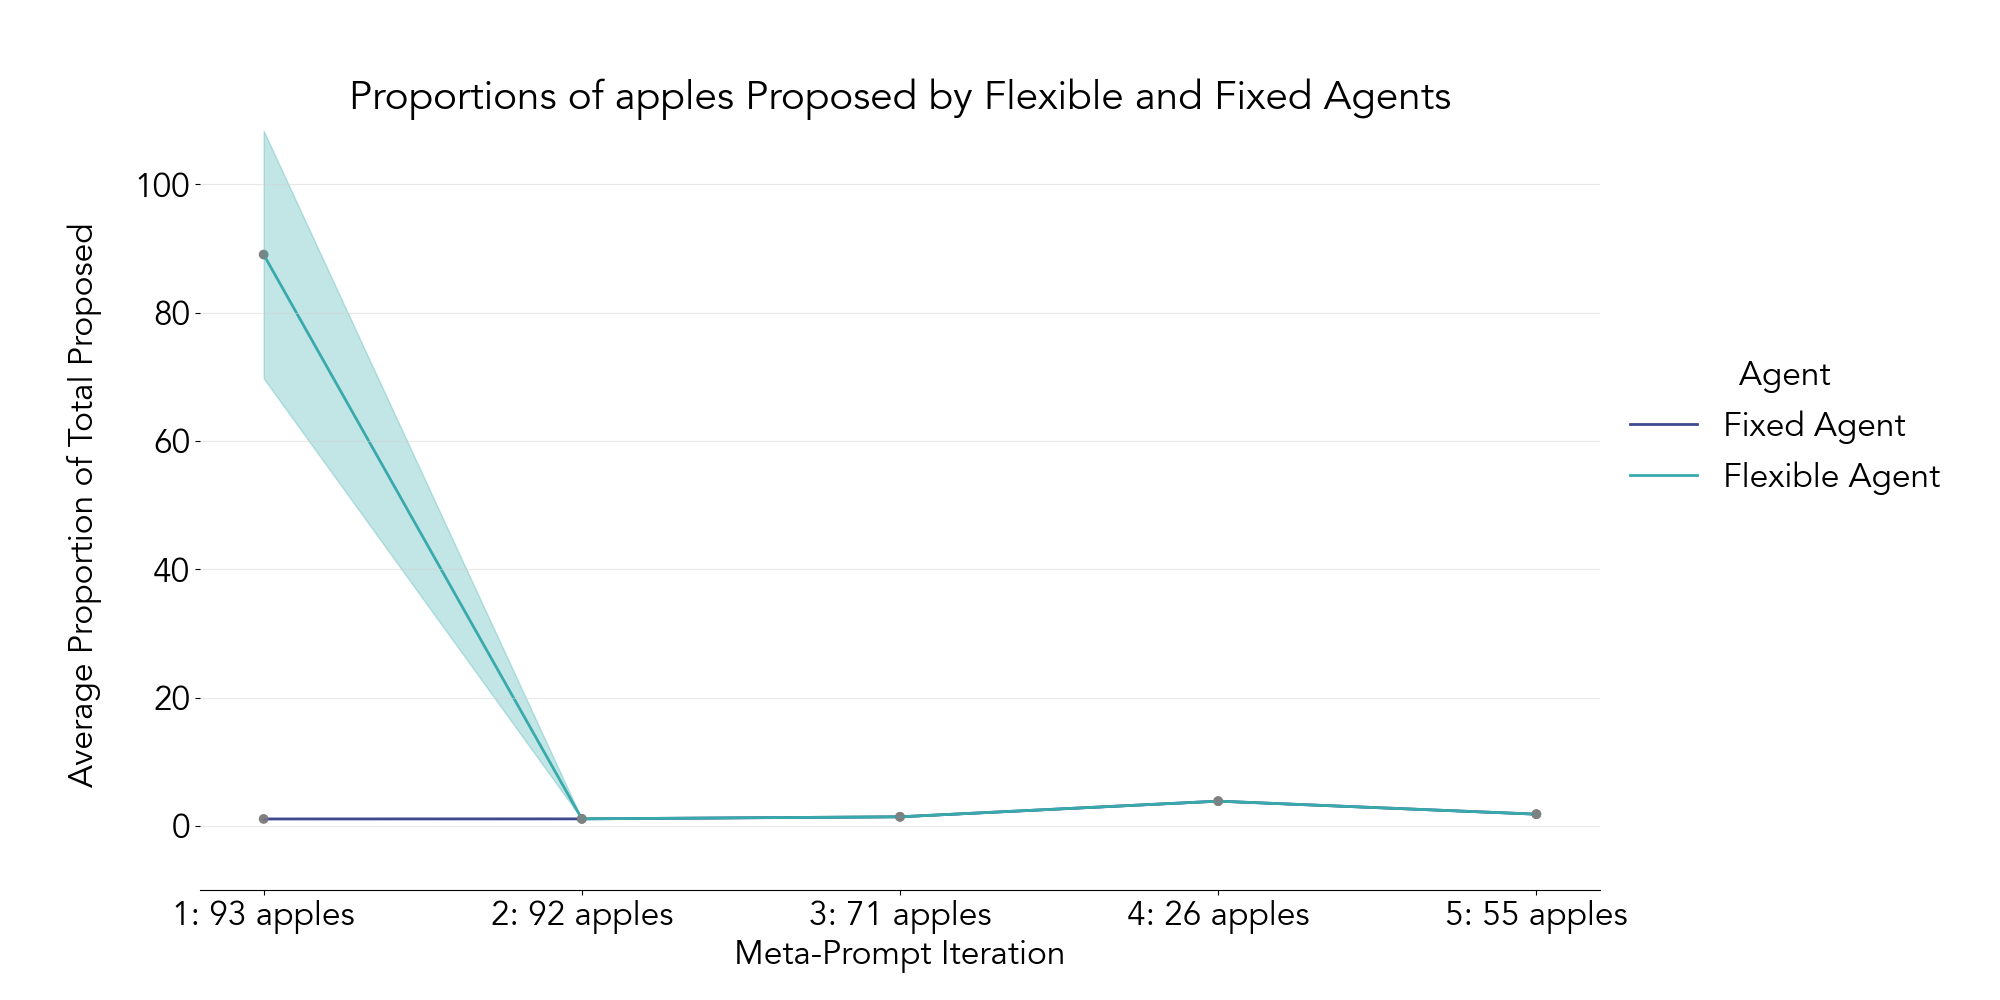 Proportions of apples Proposed by Flexible and Fixed Agents
Average Proportion of Total Proposed
100
80
60
40
20
0
1: 93 apples
2: 92 apples
3: 71 apples
4: 26 apples
5: 55 apples
Meta-Prompt Iteration
Agent
Fixed Agent
Flexible Agent